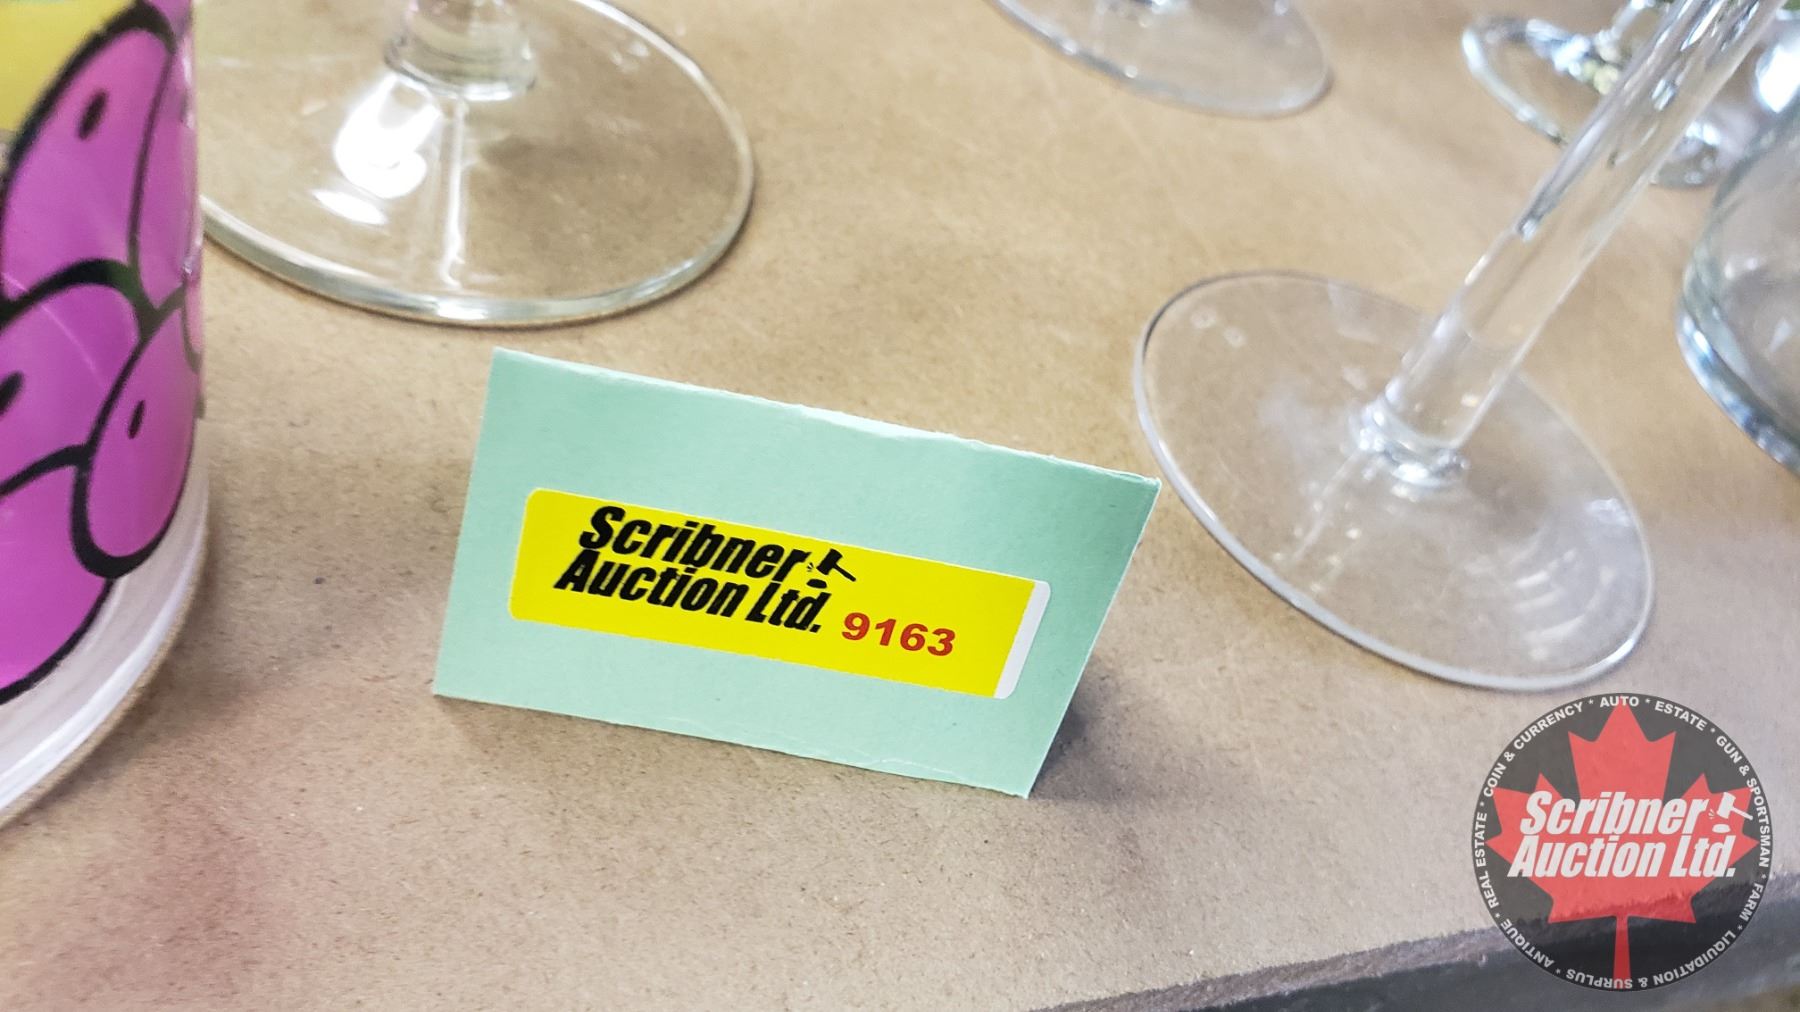 Scribner
Auction Ltd.
9163
REAL ESTATE * COIN & CURRENCY * AUTO * ESTATE * GUN & SPORTSMAN * FARM * LIQUIDATION & SURPLUS * ANTIQUE *
Scribner
Auction Ltd.